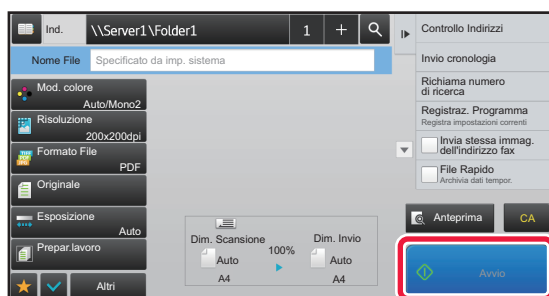 Ind.
\\Server1\Folder1
1
+
Nome File
Specificato da imp. sistema
Mod. colore
Auto/Mono2
Risoluzione
200x200dpi
Formato File
PDF
Originale
Esposizione
Auto
Prepar.lavoro
Altri
Dim. Scansione
100%
Dim. Invio
Auto
Auto
A4
A4
Controllo Indirizzi
Invio cronologia
Richiama numero
di ricerca
Registraz. Programma
Registra impostazioni correnti
Invia stessa immag.
dell'indirizzo fax
File Rapido
Archivia dati tempor.
Anteprima
CA
Avvio